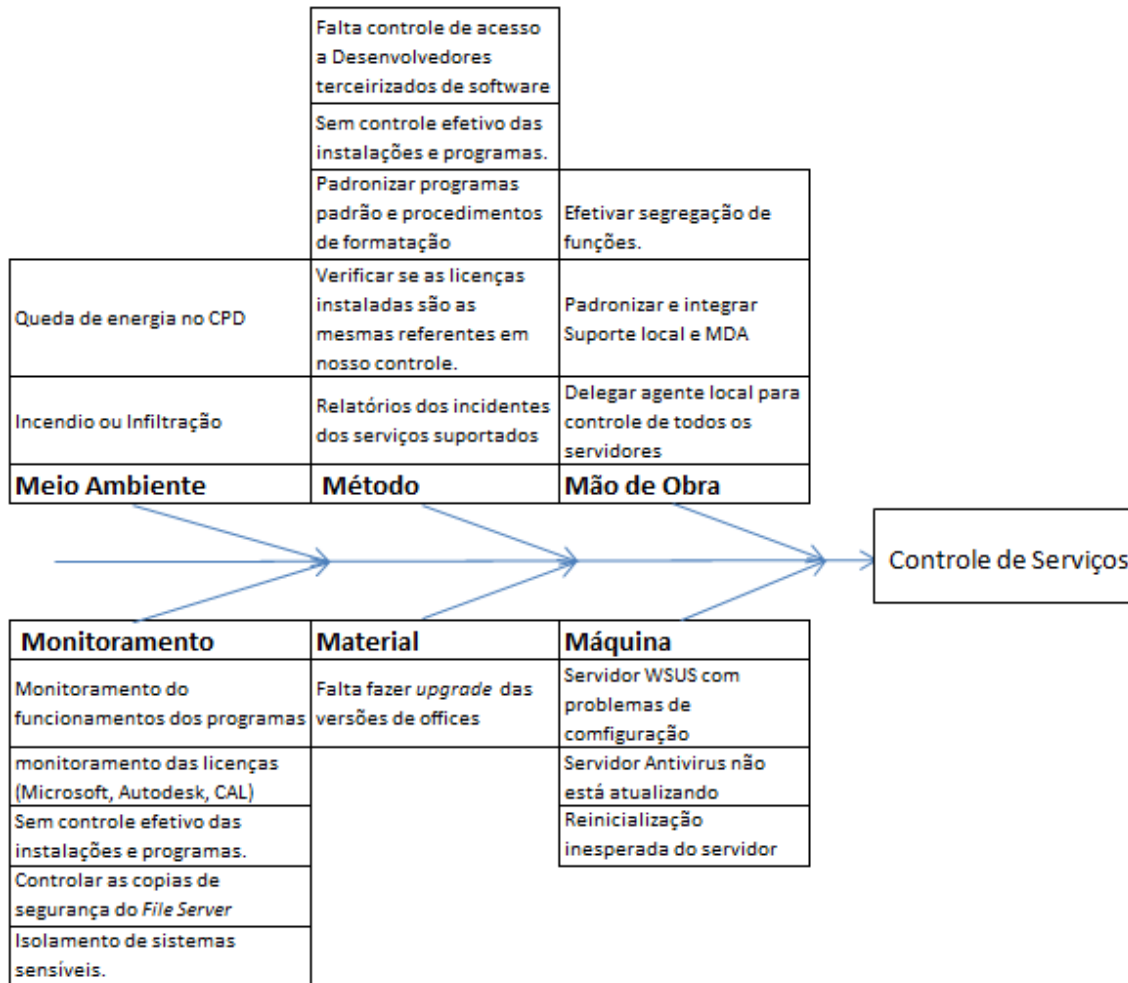 Falta controle de acesso
a Desenvolvedores
terceirizados de software
Sem controle efetivo das
instalações e programas.
Padronizar programas
padrão e procedimentos
de formatação
Efetivar segregação de
funções.
Queda de energia no CPD
Verificar se as licenças
instaladas são as
mesmas referentes em
nosso controle.
Padronizar e integrar
Suporte local e MDA
Incendio ou Infiltração
Relatórios dos incidentes
dos serviços suportados
Delegar agente local para
controle de todos os
servidores
Meio Ambiente
Método
Mão de Obra
Controle de Serviços
Monitoramento
Material
Máquina
Monitoramento do
funcionamentos dos programas
Falta fazer upgrade das
versões de offices
Servidor WSUS com
problemas de
comfiguração
monitoramento das licenças
(Microsoft, Autodesk, CAL)
Servidor Antivirus não
está atualizando
Sem controle efetivo das
instalações e programas.
Reinicialização
inesperada do servidor
Controlar as copias de
segurança do File Server
Isolamento de sistemas
sensíveis.